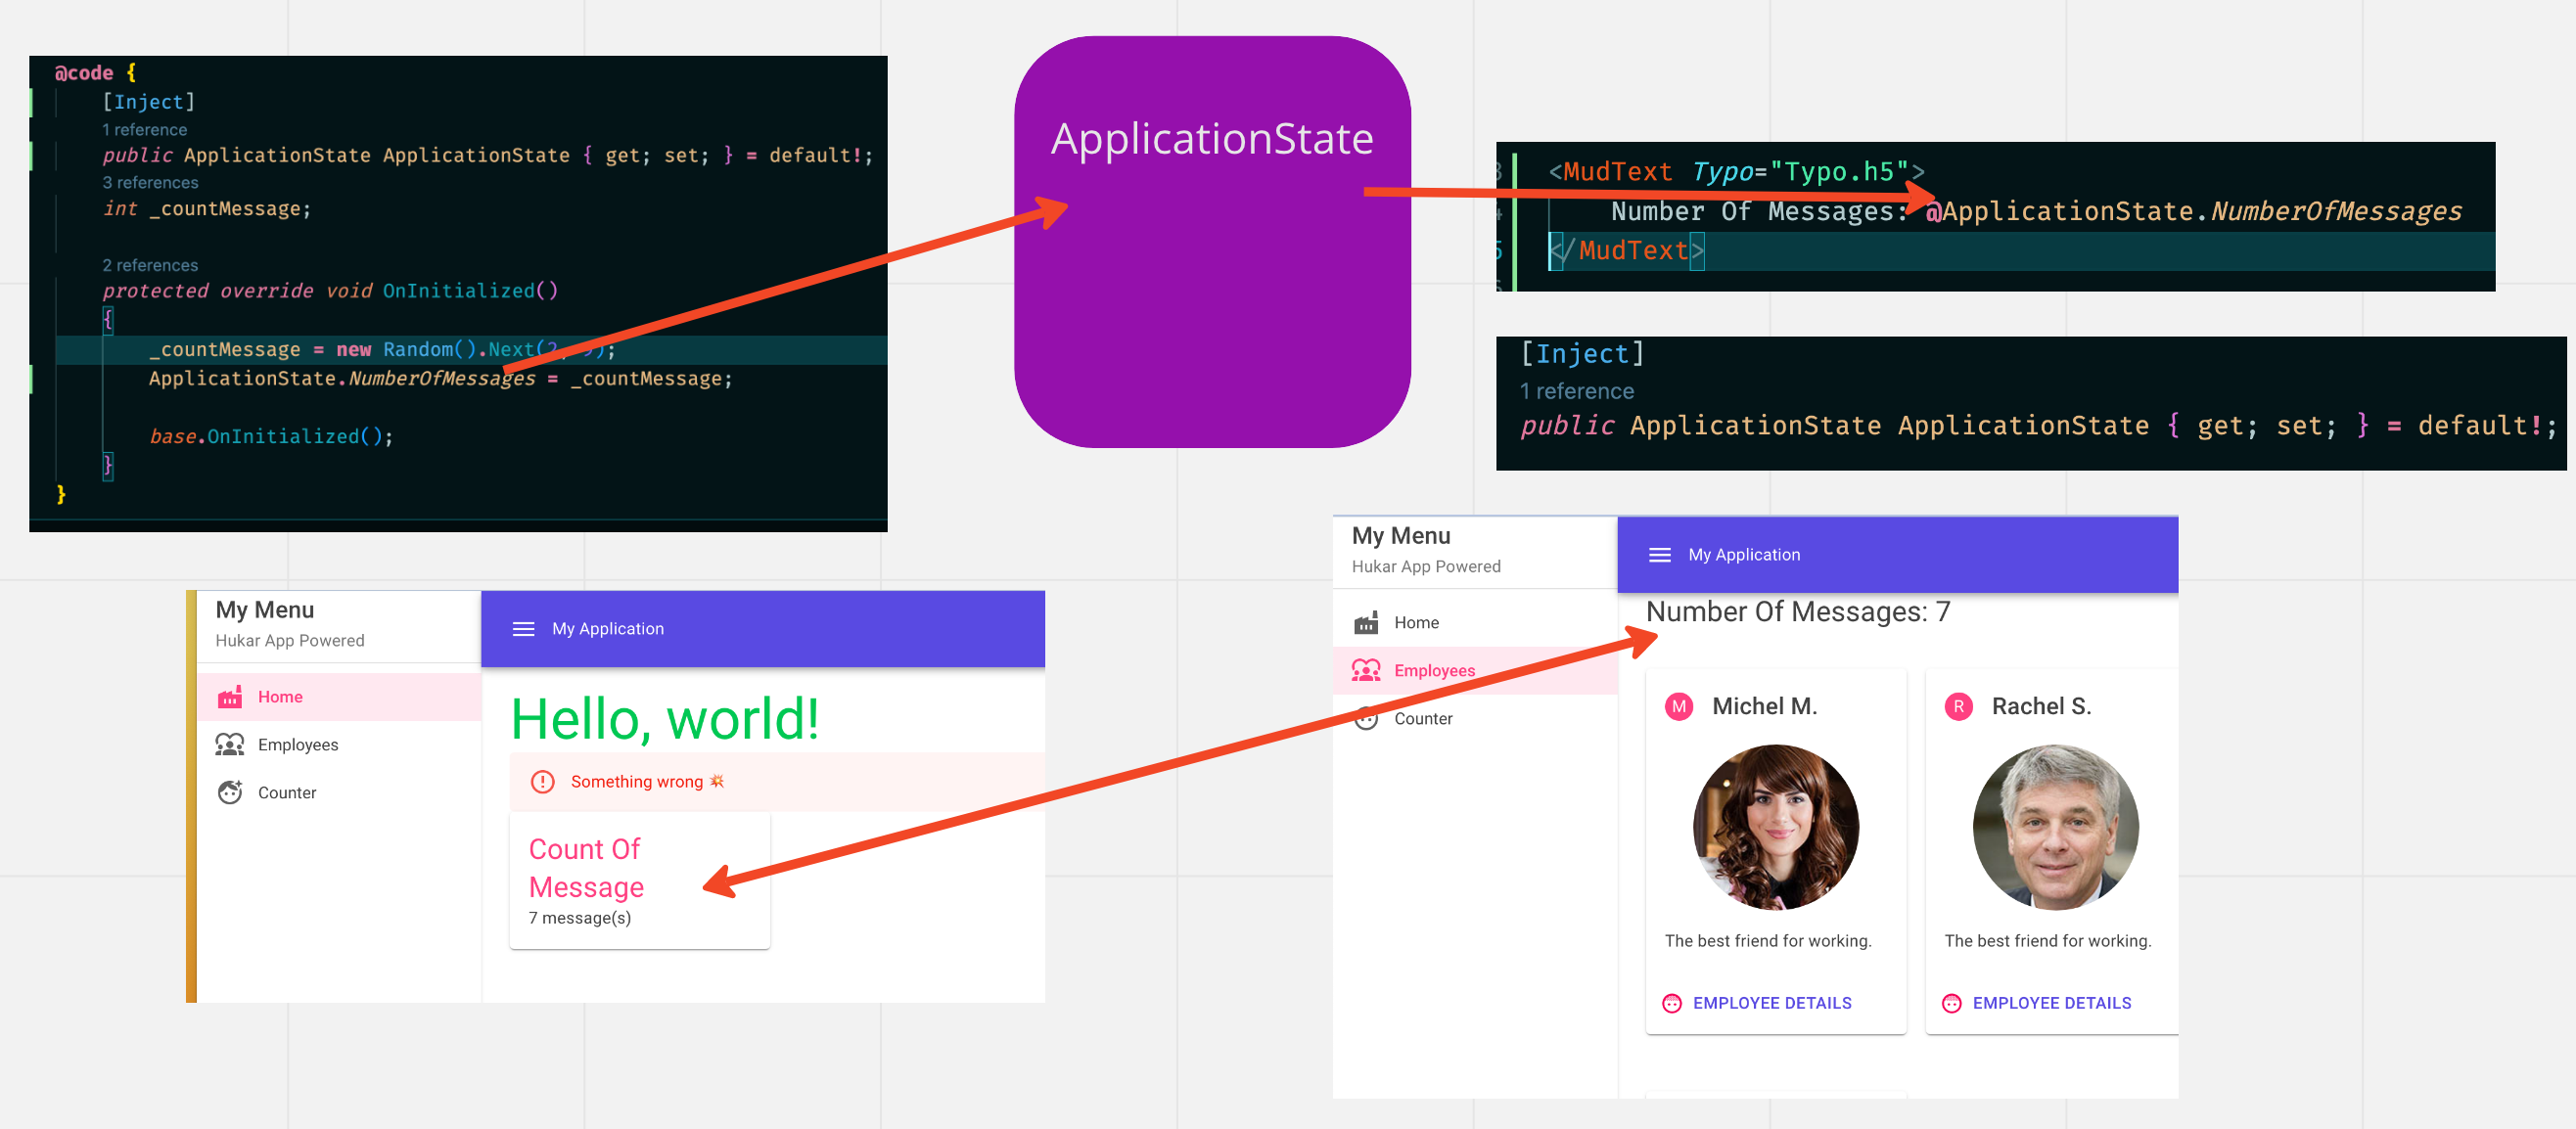 @code {
[Inject]
1 reference
public ApplicationState ApplicationState { get; set; } = default!;
3 references
int _countMessage;
2 references
protected override void OnInitialized()
{
_countMessage = new Random().Next(2, 9);
ApplicationState.NumberOfMessages = _countMessage;
base.OnInitialized();
}
}
ApplicationState
<MudText Typo="Typo.h5">
Number Of Messages: @ApplicationState.NumberOfMessages
</MudText>
[Inject]
1 reference
public ApplicationState ApplicationState { get; set; } = default!;
My Menu
Hukar App Powered
Home
Employees
Counter
My Application
Hello, world!
Something wrong 💥
Count Of
Message
7 message(s)
My Menu
Hukar App Powered
Home
Employees
Counter
My Application
Number Of Messages: 7
M Michel M.
The best friend for working.
EMPLOYEE DETAILS
R Rachel S.
The best friend for working.
EMPLOYEE DETAILS